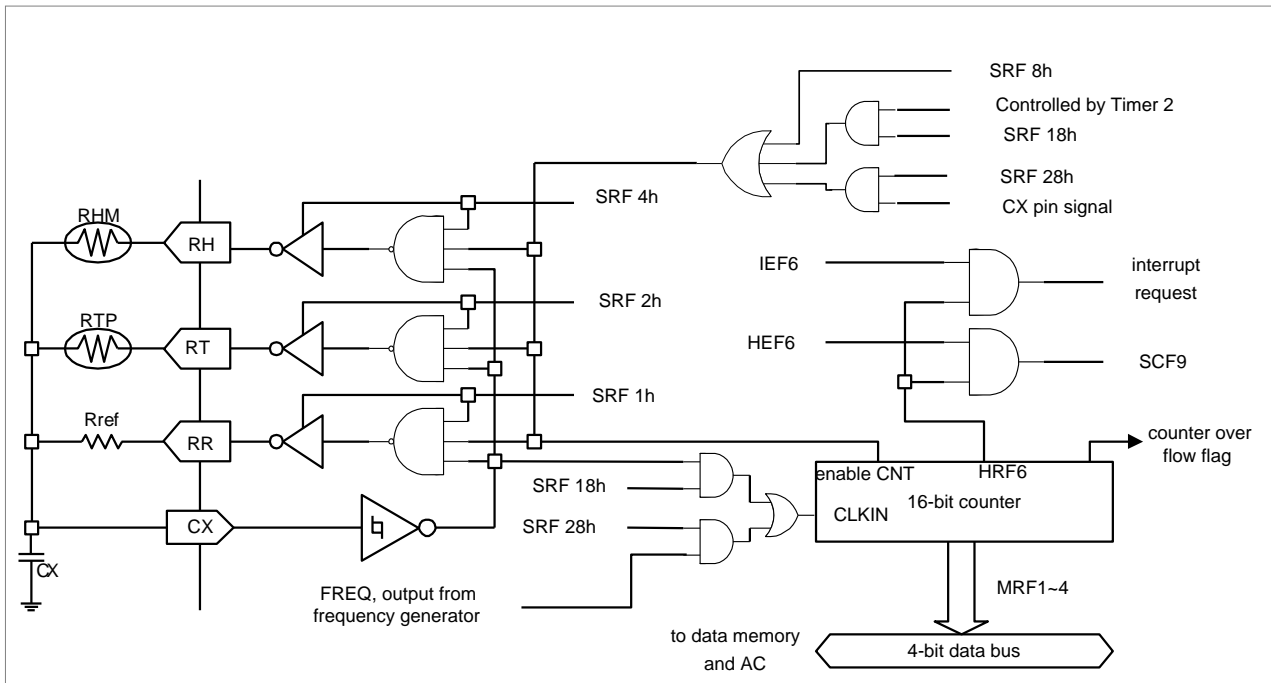 SRF 8h
Controlled by Timer 2
SRF 18h
SRF 28h
CX pin signal
SRF 4h
RHM
RH
IEF6
interrupt
request
SRF 2h
RTP
RT
HEF6
SCF9
SRF 1h
Rref
RR
counter over
flow flag
enable CNT
HRF6
16-bit counter
SRF 18h
CLKIN
CX
SRF 28h
CX
FREQ, output from
frequency generator
MRF1~4
to data memory
and AC
4-bit data bus